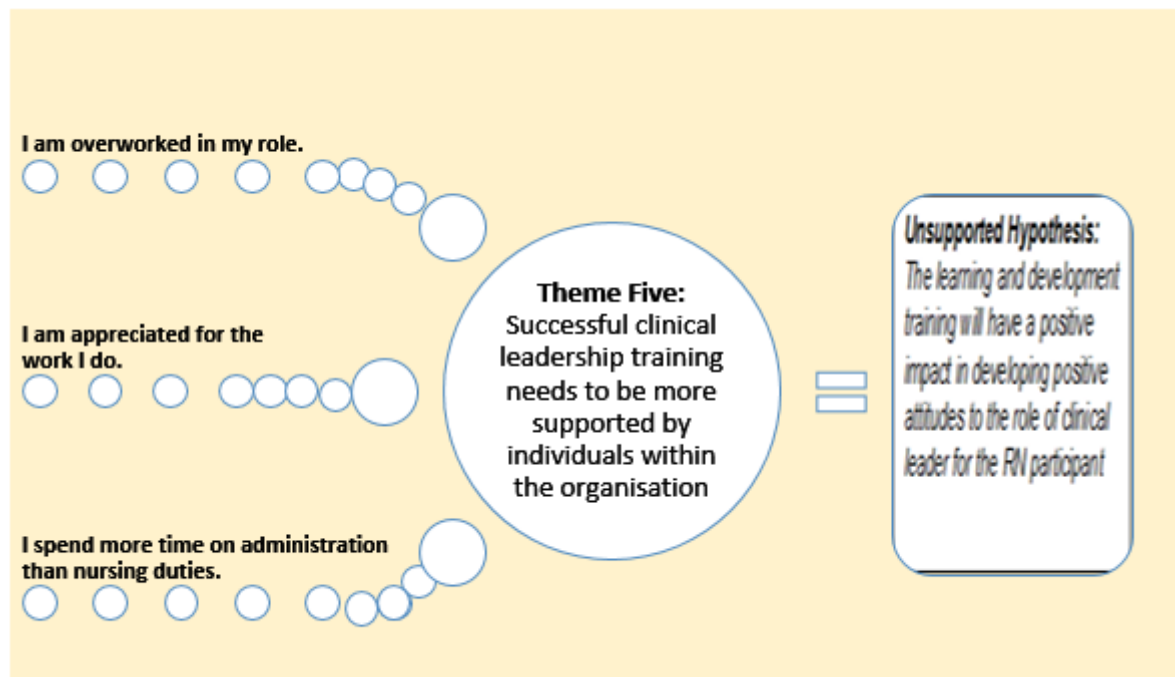 I am overworked in my role.
I am appreciated for the
work I do.
I spend more time on administration
than nursing duties.
Theme Five:
Successful clinical
leadership training
needs to be more
supported by
individuals within
the organisation
Unsupported Hypothesis:
The learning and development
training will have a positive
impact in developing positive
attitudes to the role of clinical
leader for the RN participant